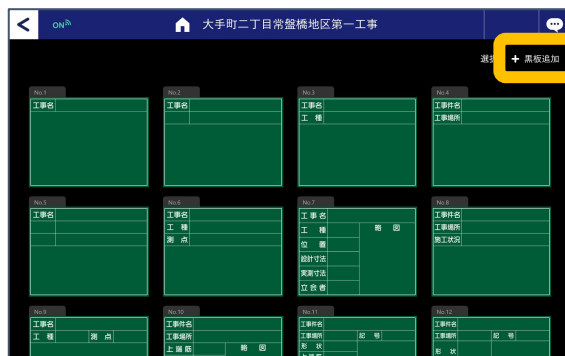 ON
大手町二丁目常盤橋地区第一工事
選択
+ 黒板追加
No.1
工事名
No.2
工事名
No.3
工事名
工 種
No.4
工事件名
工事場所
No.5
工事名
No.6
工事名
工 種
測 点
No.7
工 事 名
工 種
略 図
位 置
設計寸法
実測寸法
立 会 者
No.8
工事件名
工事場所
施工状況
No.9
工事名
工 種
測 点
No.10
工事件名
工事場所
上 端 筋
略 図
No.11
工事件名
工事場所
記 号
形 状
No.12
工事件名
工事場所
記 号
形 状